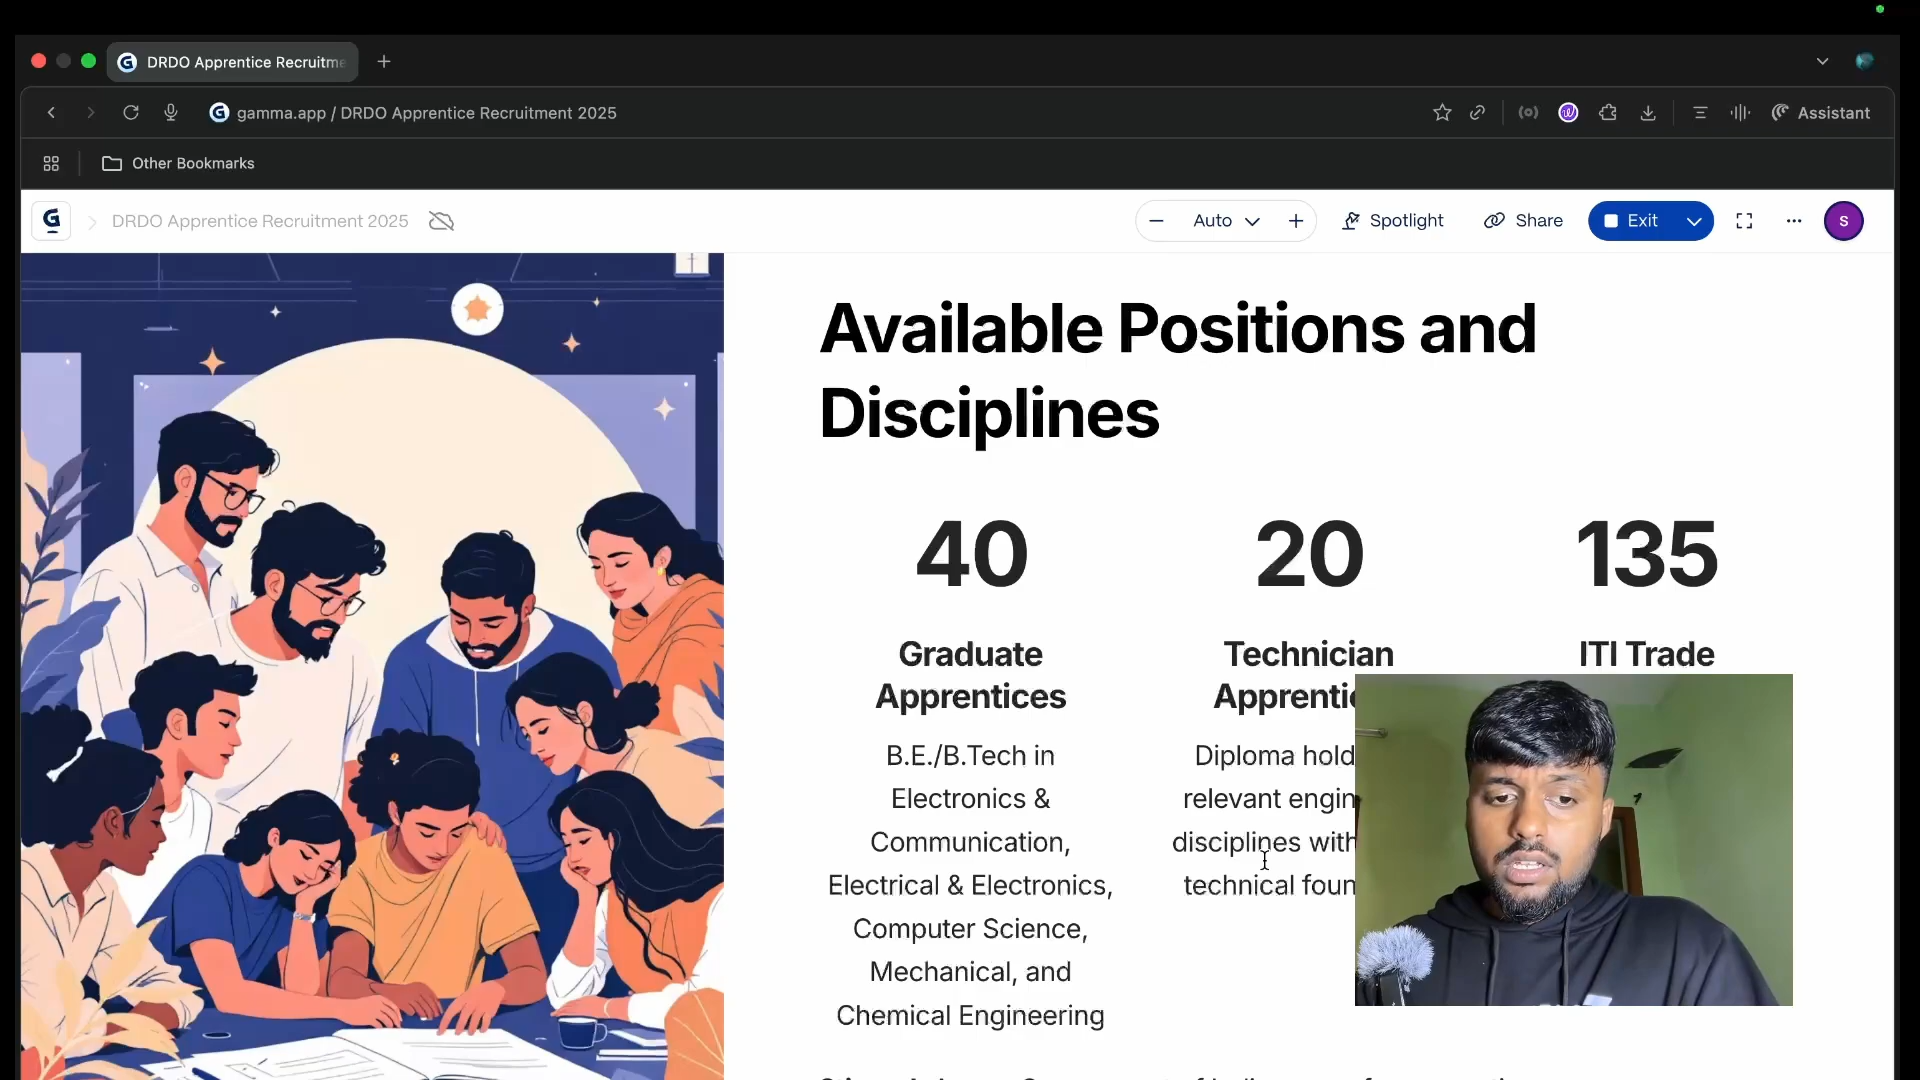 DRDO Apprentice Recruitme
gamma.app / DRDO Apprentice Recruitment 2025
Assistant
Other Bookmarks
DRDO Apprentice Recruitment 2025
Auto
Spotlight
Share
Exit
S
Available Positions and
Disciplines
40
Graduate
Apprentices
B.E./B.Tech in
Electronics &
Communication,
Electrical & Electronics,
Computer Science,
Mechanical, and
Chemical Engineering
20
Technician
Apprentic
Diploma hold
relevant engin
disciplines with
technical foun
135
ITI Trade